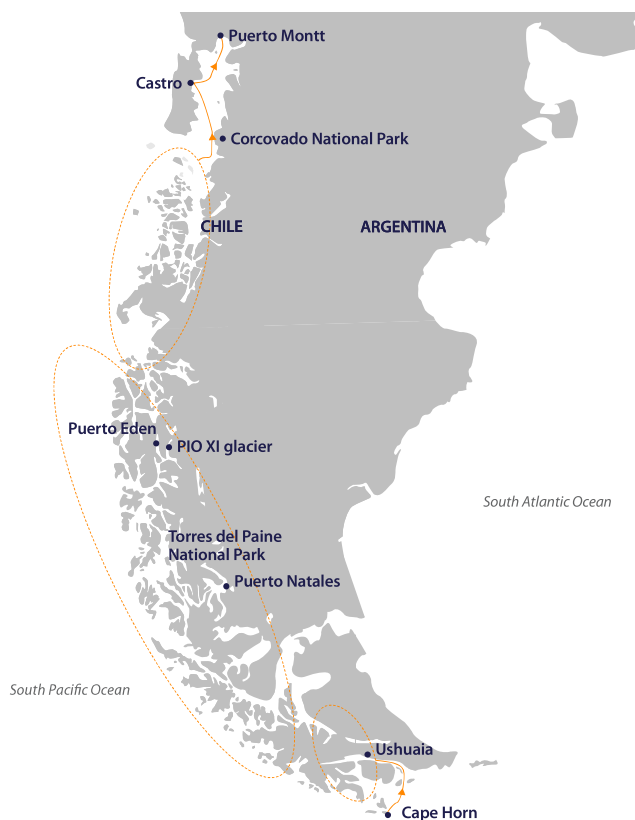 Puerto Montt
Castro
Corcovado National Park
CHILE
ARGENTINA
Puerto Eden
PIO XI glacier
South Atlantic Ocean
Torres del Paine
National Park
Puerto Natales
South Pacific Ocean
Ushuaia
Cape Horn